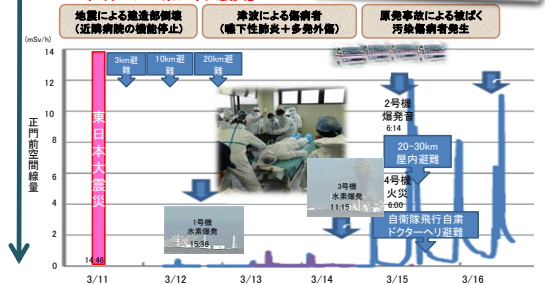 地震による建造部倒壊
(近隣病院の機能停止)
津波による傷病者
(嚥下性肺炎+多発外傷)
原発事故による被ばく
汚染傷病者発生
(mSv/h)
14
12
10
8
6
4
2
0
正門前空間線量
3km避
難
10km避
難
20km避
難
東日本大震災
14:46
1号機
水素爆発
15:36
3号機
水素爆発
11:15
2号機
爆発音
6:14
20-30km
屋内避難
4号機
火災
6:00
自衛隊飛行自粛
ドクターヘリ避難
3/11
3/12
3/13
3/14
3/15
3/16